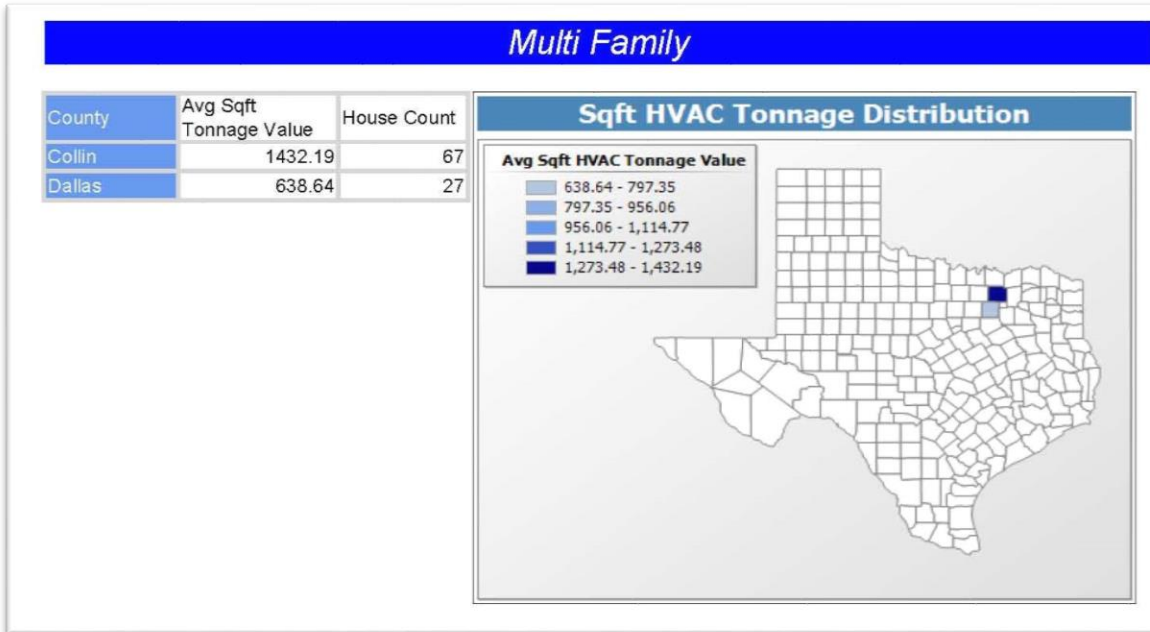 Multi Family
County Avg Sqft Tonnage Value House Count
Collin 1432.19 67
Dallas 638.64 27
Sqft HVAC Tonnage Distribution
Avg Sqft HVAC Tonnage Value
638.64 - 797.35
797.35 - 956.06
956.06 - 1,114.77
1,114.77 - 1,273.48
1,273.48 - 1,432.19